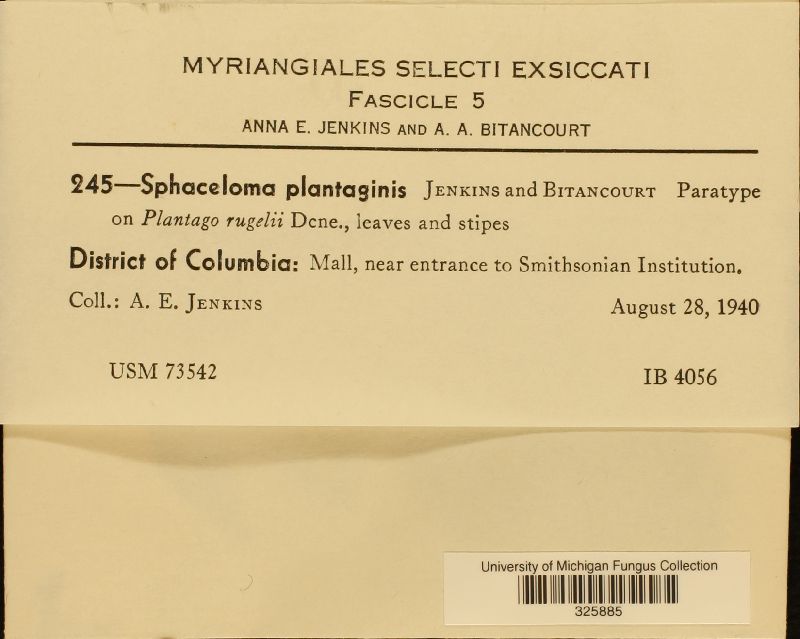 MYRIANGIALES SELECTI EXSICCATI
FASCICLE 5
ANNA E. JENKINS AND A. A. BITANCOURT
245—Sphaceloma plantaginis JENKINS and BITANCOURT Paratype
on Plantago rugelii Dcne., leaves and stipes
District of Columbia: Mall, near entrance to Smithsonian Institution.
Coll.: A. E. JENKINS August 28, 1940
USM 73542 IB 4056
University of Michigan Fungus Collection
325885